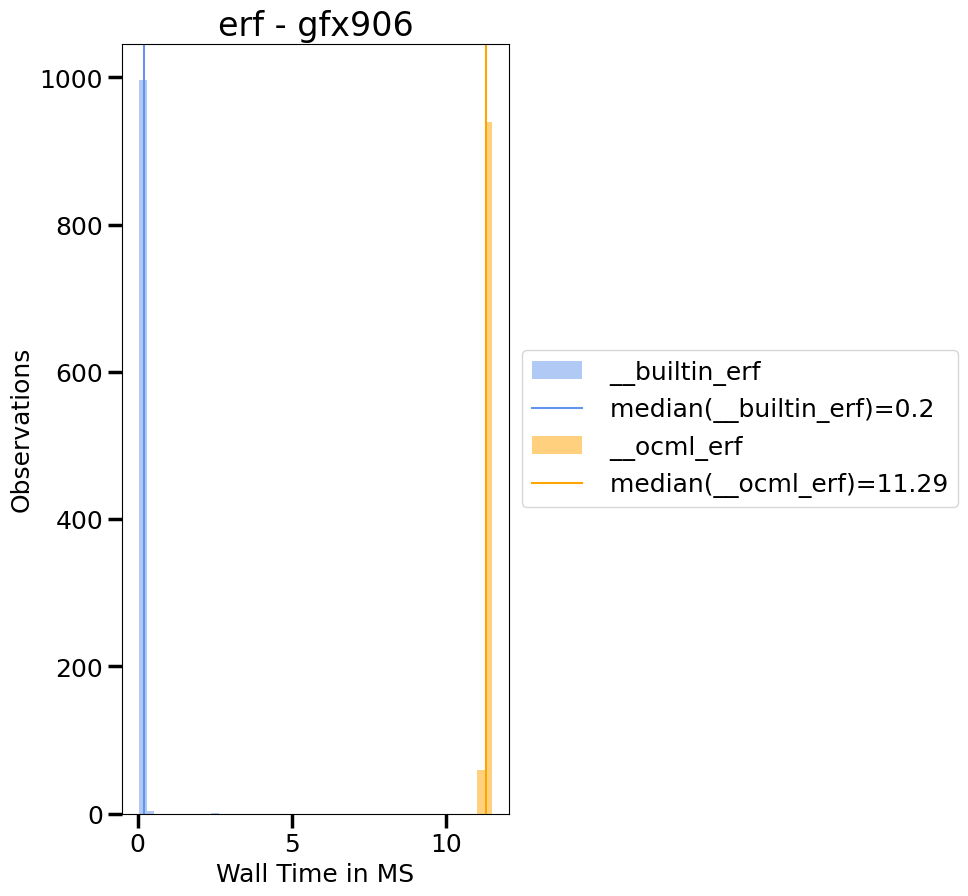 erf - gfx906
1000
800
600
400
200
0
Observations
0 5 10
Wall Time in MS
__builtin_erf
median(__builtin_erf)=0.2
__ocml_erf
median(__ocml_erf)=11.29